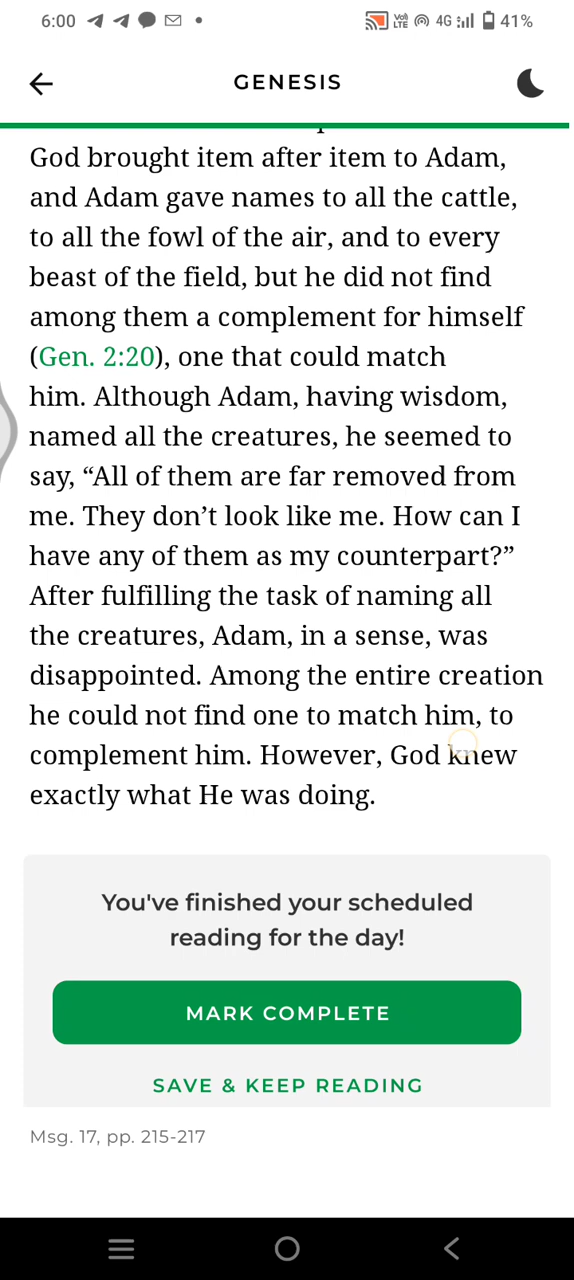 6:00
Vo))
LTE
4G
41%
GENESIS
God brought item after item to Adam,
and Adam gave names to all the cattle,
to all the fowl of the air, and to every
beast of the field, but he did not find
among them a complement for himself
(Gen. 2:20), one that could match
him. Although Adam, having wisdom,
named all the creatures, he seemed to
say, “All of them are far removed from
me. They don’t look like me. How can I
have any of them as my counterpart?”
After fulfilling the task of naming all
the creatures, Adam, in a sense, was
disappointed. Among the entire creation
he could not find one to match him, to
complement him. However, God knew
exactly what He was doing.
You've finished your scheduled
reading for the day!
MARK COMPLETE
SAVE & KEEP READING
Msg. 17, pp. 215-217